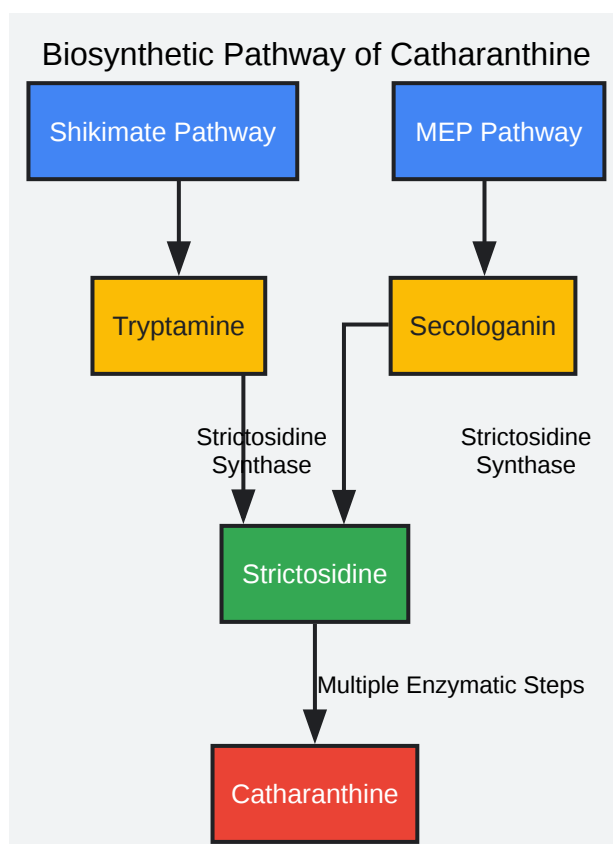 Biosynthetic Pathway of Catharanthine
Shikimate Pathway
MEP Pathway
Tryptamine
Secologanin
Strictosidine
Synthase
Strictosidine
Synthase
Strictosidine
Multiple Enzymatic Steps
Catharanthine